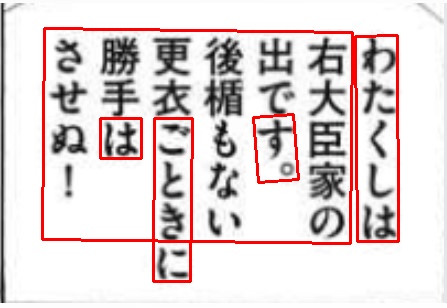 わたくしは
右大臣家の
出です。
後楯もない
更衣ごときに
勝手は
させぬ！